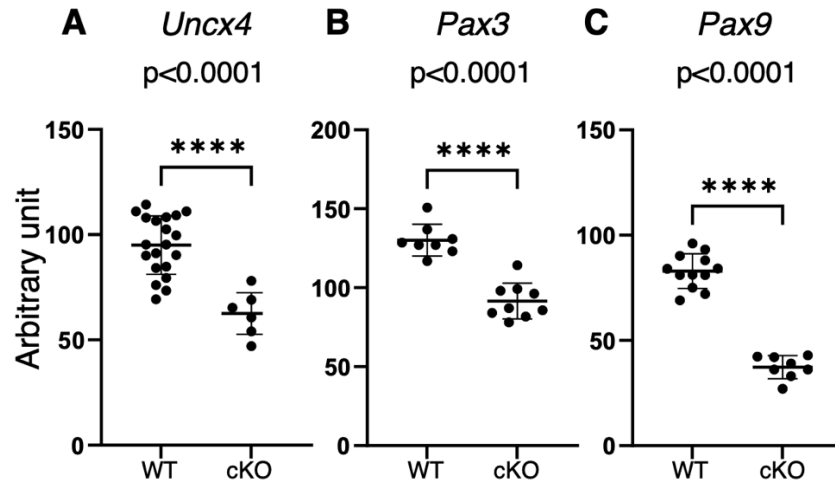 A Uncx4 B Pax3 C Pax9
p<0.0001 p<0.0001 p<0.0001
Arbitrary unit
150
100
50
0
****
WT cKO
200
150
100
50
0
****
WT cKO
150
100
50
0
****
WT cKO